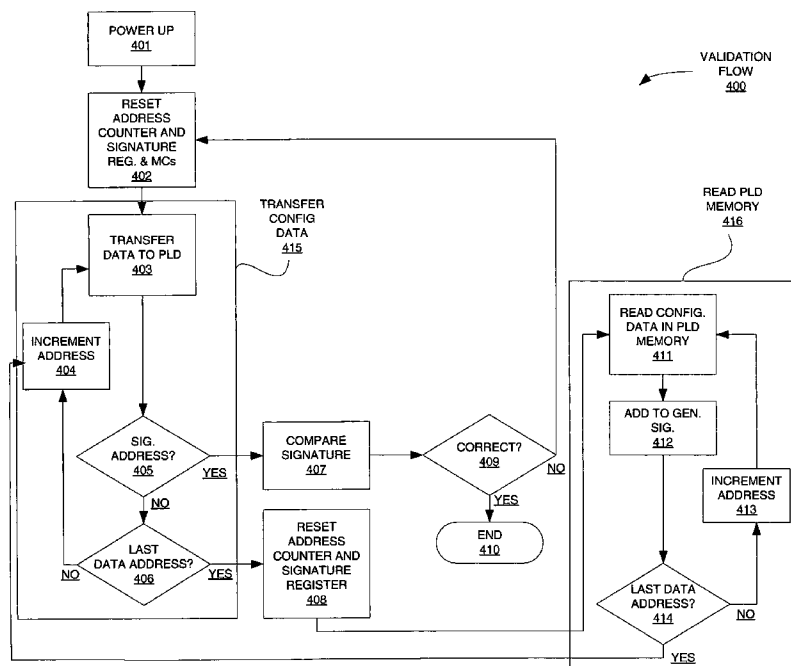 POWER UP
401
VALIDATION
FLOW
400
RESET
ADDRESS
COUNTER AND
SIGNATURE
REG. & MCs
402
TRANSFER
CONFIG
DATA
415
READ PLD
MEMORY
416
TRANSFER
DATA TO PLD
403
INCREMENT
ADDRESS
404
READ CONFIG.
DATA IN PLD
MEMORY
411
ADD TO GEN.
SIG.
412
SIG.
ADDRESS?
405
YES
NO
COMPARE
SIGNATURE
407
CORRECT?
409
NO
YES
INCREMENT
ADDRESS
413
END
410
LAST
DATA ADDRESS?
406
NO
YES
RESET
ADDRESS
COUNTER AND
SIGNATURE
REGISTER
408
LAST DATA
ADDRESS?
414
NO
YES